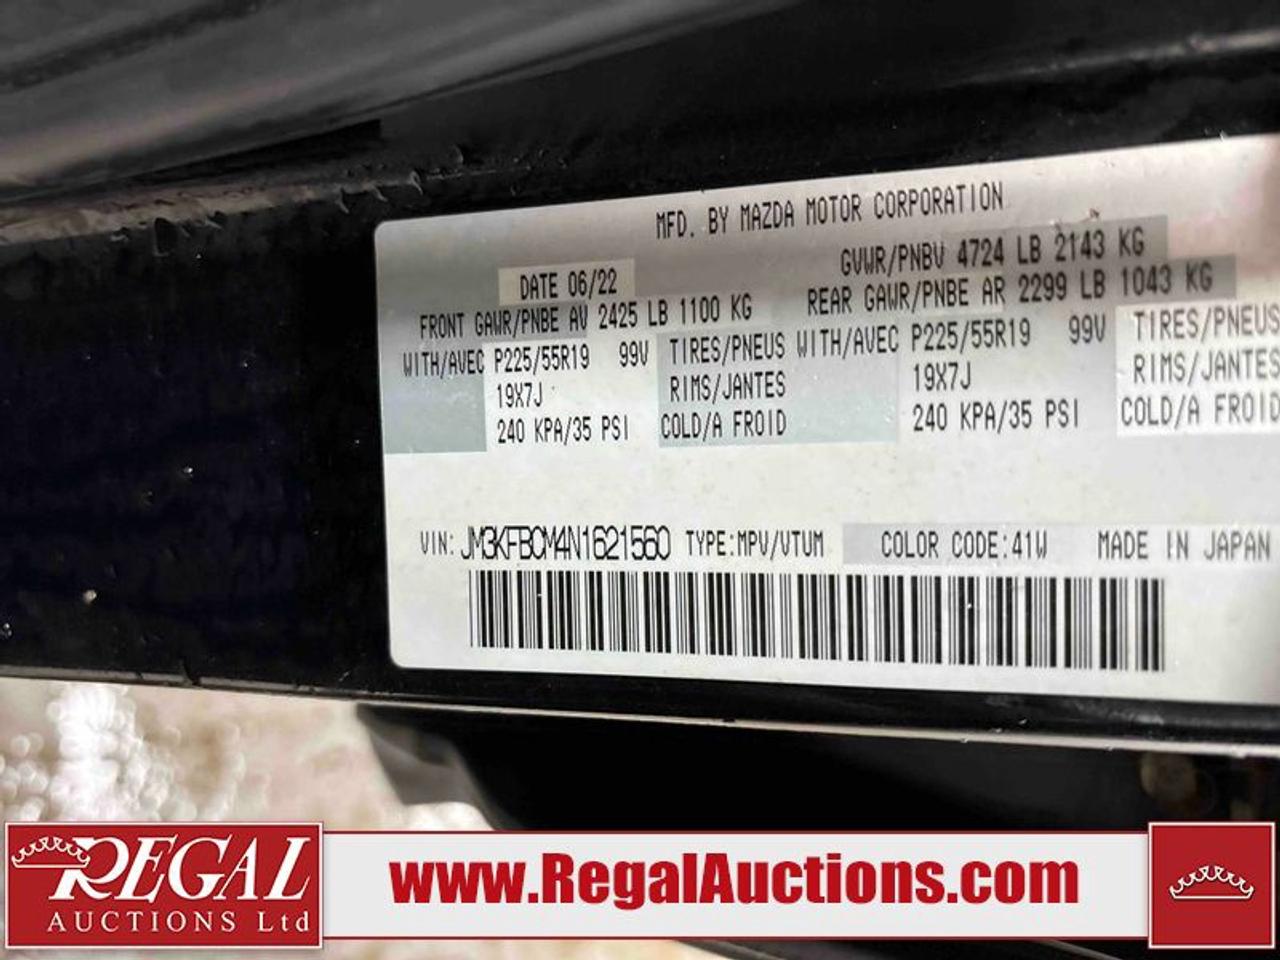 MFD. BY MAZDA MOTOR CORPORATION
DATE 06/22
GVWR/PNBV 4724 LB 2143 KG
FRONT GAWR/PNBE AV 2425 LB 1100 KG
REAR GAWR/PNBE AR 2299 LB 1043 KG
WITH/AVEC P225/55R19 99V TIRES/PNEUS WITH/AVEC P225/55R19 99V TIRES/PNEUS
19X7J RIMS/JANTES 19X7J RIMS/JANTES
240 KPA/35 PSI COLD/A FROID 240 KPA/35 PSI COLD/A FROID
VIN: JM3KFBCM4N1621560 TYPE:MPV/VTUM COLOR CODE:41W MADE IN JAPAN
REGAL
AUCTIONS Ltd
www.RegalAuctions.com